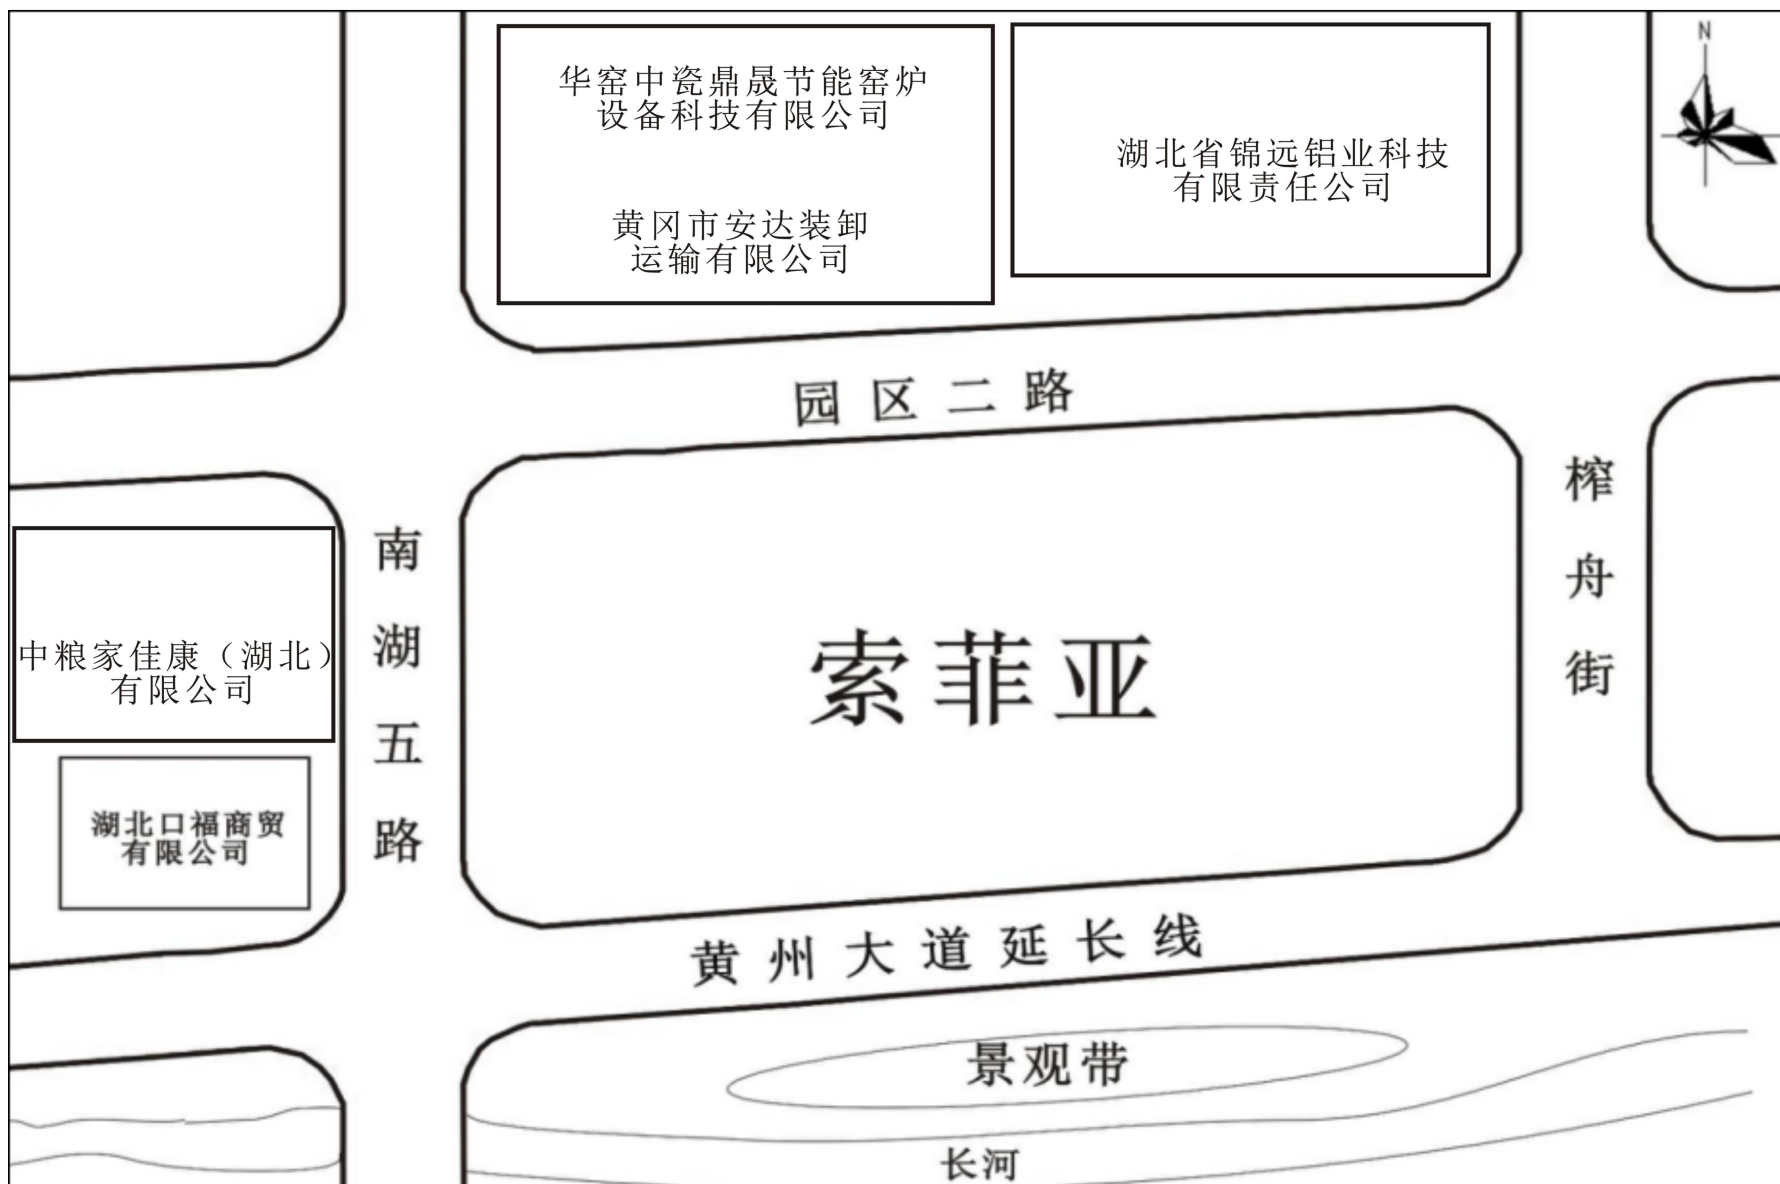 N
华窑中瓷鼎晟节能窑炉
设备科技有限公司
黄冈市安达装卸
运输有限公司
湖北省锦远铝业科技
有限责任公司
园区二路
榨舟街
南湖五路
索菲亚
中粮家佳康（湖北）
有限公司
湖北口福商贸
有限公司
黄州大道延长线
景观带
长河